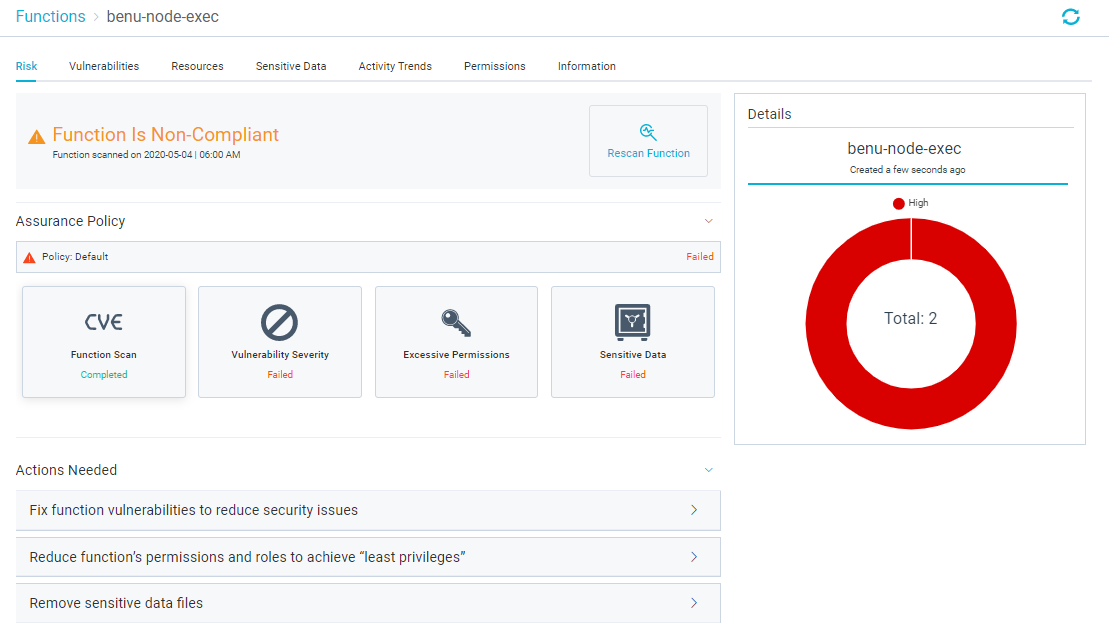 Functions > benu-node-exec
Risk Vulnerabilities Resources Sensitive Data Activity Trends Permissions Information
Function Is Non-Compliant
Function scanned on 2020-05-04 | 06:00 AM
Rescan Function
Assurance Policy
Policy: Default Failed
CVE
Function Scan
Completed
Vulnerability Severity
Failed
Excessive Permissions
Failed
Sensitive Data
Failed
Actions Needed
Fix function vulnerabilities to reduce security issues
Reduce function’s permissions and roles to achieve “least privileges”
Remove sensitive data files
Details
benu-node-exec
Created a few seconds ago
High
Total: 2